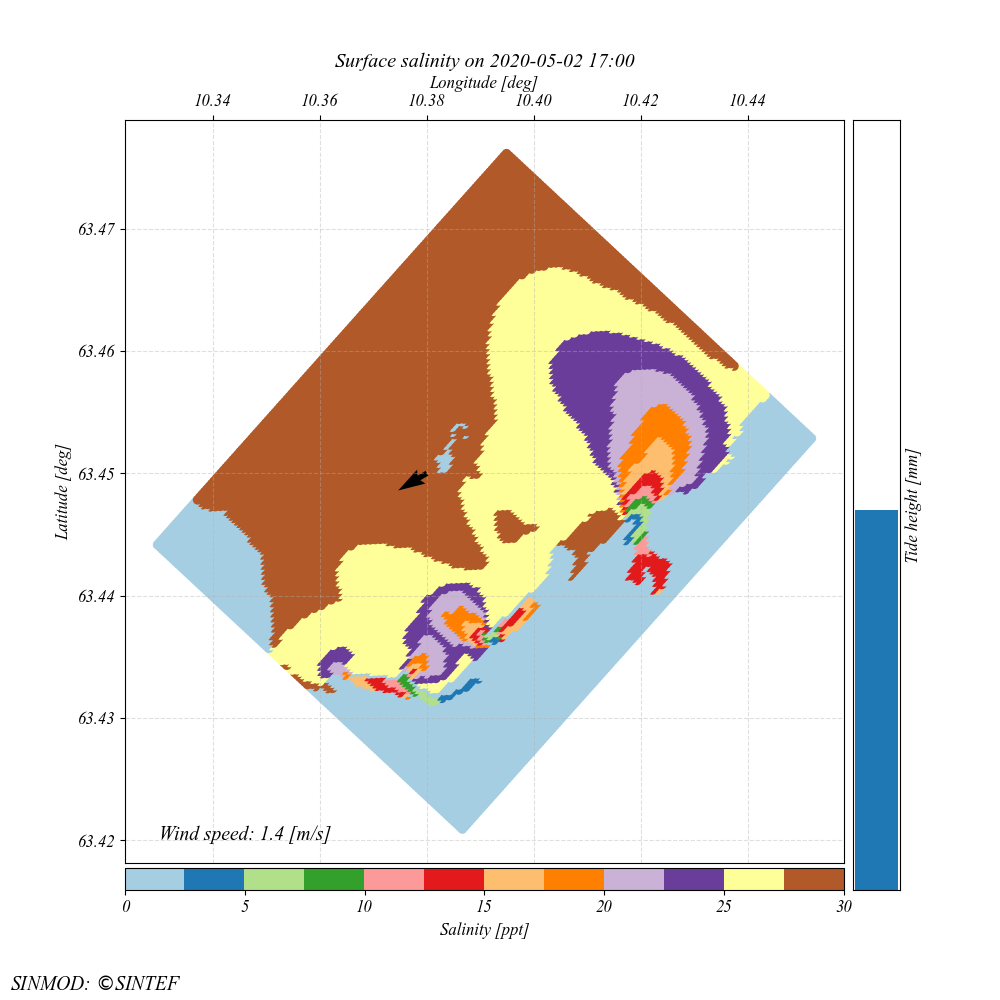 Surface salinity on 2020-05-02 17:00
Longitude [deg]
10.34 10.36 10.38 10.40 10.42 10.44
63.47
63.46
63.45
63.44
63.43
63.42
Latitude [deg]
Tide height [mm]
Wind speed: 1.4 [m/s]
0 5 10 15 20 25 30
Salinity [ppt]
SINMOD: ©SINTEF